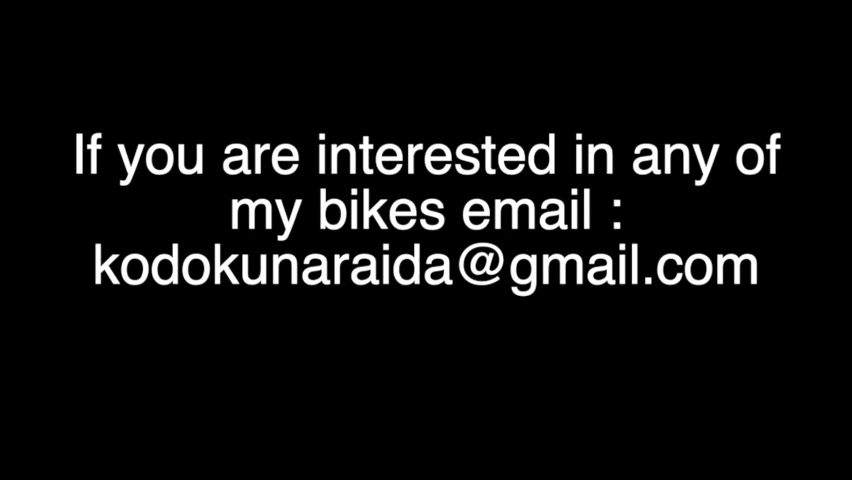 If you are interested in any of
my bikes email :
kodokunaraida@gmail.com